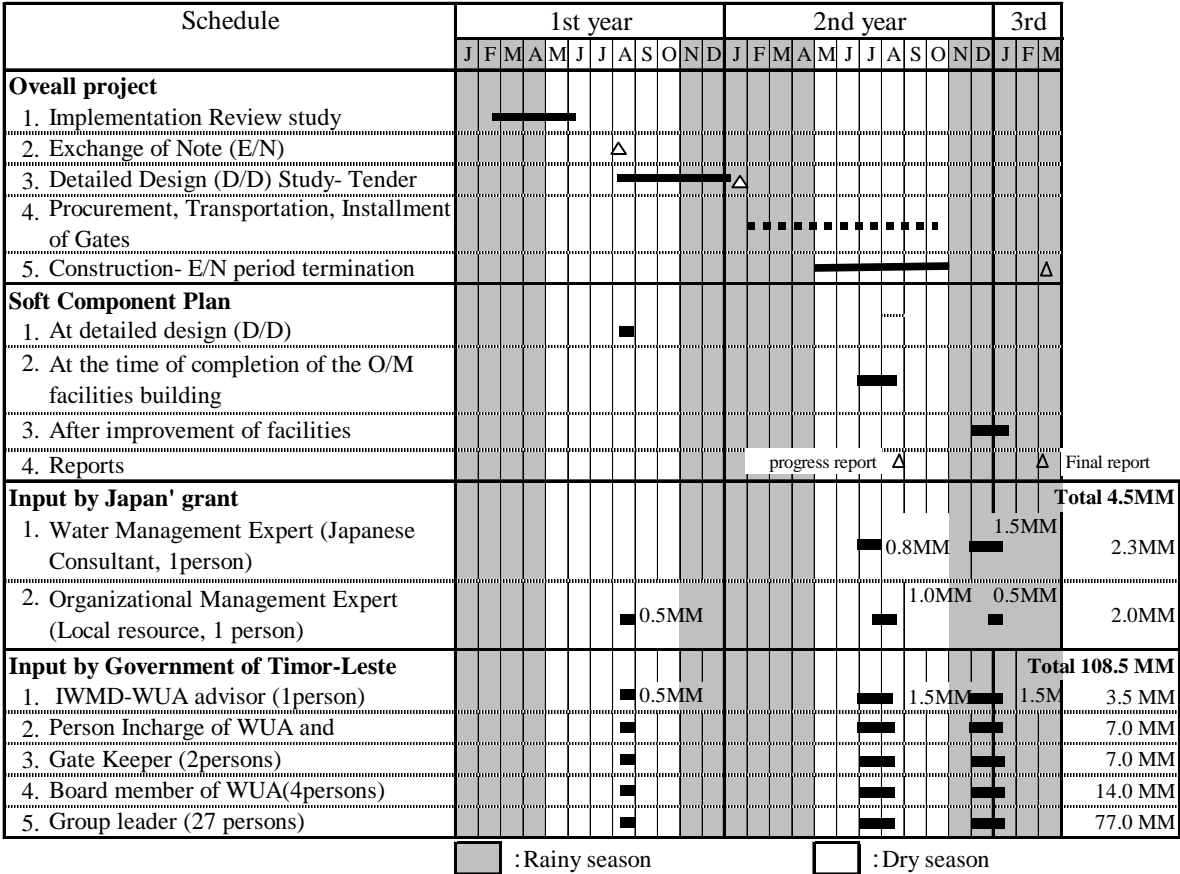 Schedule 1st year 2nd year 3rd
J F M A M J J A S O N D J F M A M J J A S O N D J F M
Oveall project
1. Implementation Review study
2. Exchange of Note (E/N)
3. Detailed Design (D/D) Study- Tender
4. Procurement, Transportation, Installment
of Gates
5. Construction- E/N period termination
Soft Component Plan
1. At detailed design (D/D)
2. At the time of completion of the O/M
facilities building
3. After improvement of facilities
4. Reports progress report Final report
Input by Japan' grant Total 4.5MM
1. Water Management Expert (Japanese 1.5MM
Consultant, 1person) 0.8MM 2.3MM
2. Organizational Management Expert 1.0MM 0.5MM
(Local resource, 1 person) 0.5MM 2.0MM
Input by Government of Timor-Leste Total 108.5 MM
1. IWMD-WUA advisor (1person) 0.5MM 1.5MM 1.5M 3.5 MM
2. Person Incharge of WUA and 7.0 MM
3. Gate Keeper (2persons) 7.0 MM
4. Board member of WUA(4persons) 14.0 MM
5. Group leader (27 persons) 77.0 MM
:Rainy season :Dry season